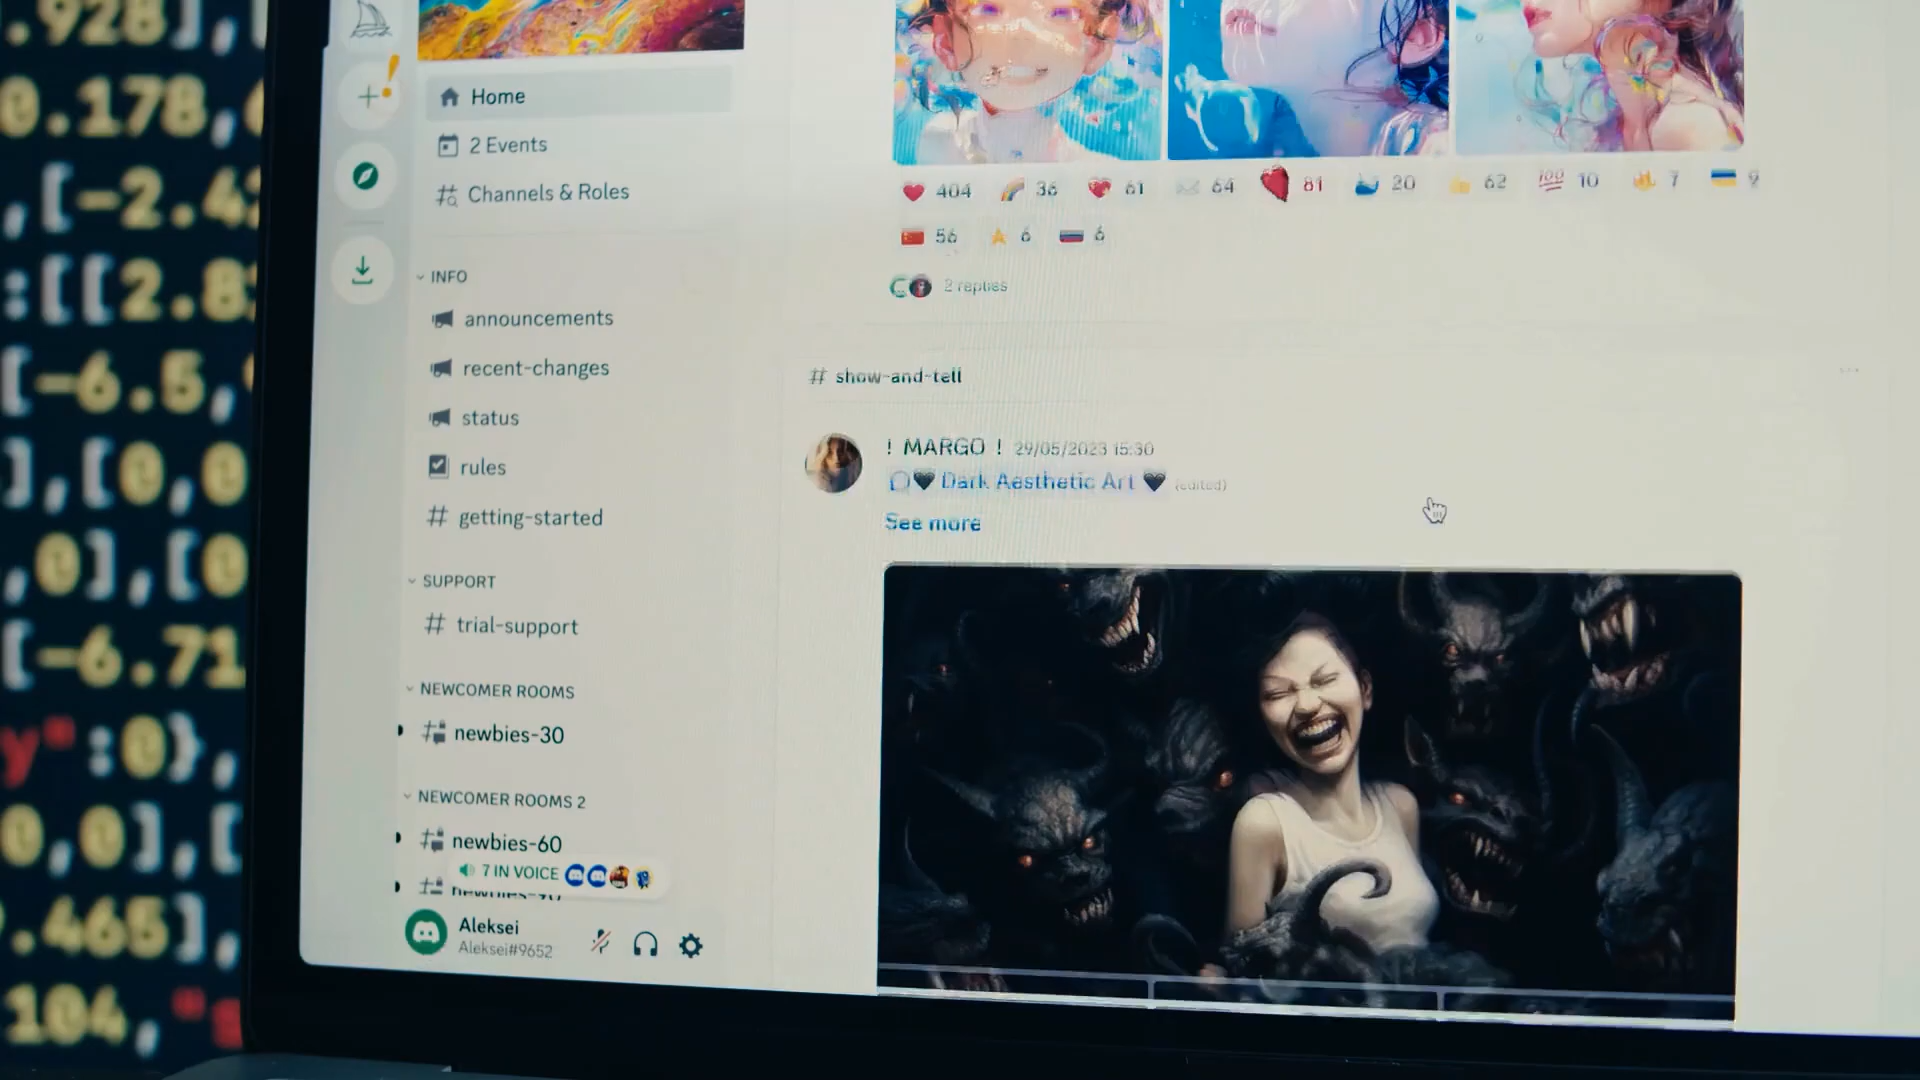 .928],[
0.178,
,[-2.4
:[[2.8
[-6.5,
],[0,0
,0],[0
[-6.71
y":0},
0,0],[
.465],
104,"s
Home
2 Events
Channels & Roles
INFO
announcements
recent-changes
status
rules
# getting-started
SUPPORT
# trial-support
NEWCOMER ROOMS
newbies-30
NEWCOMER ROOMS 2
newbies-60
7 IN VOICE
Aleksei
Aleksei#9652
404 36 61 64 81 20 62 100 10 7 9
56 6 6
2 replies
# show-and-tell
! MARGO ! 29/05/2023 15:30
Dark Aesthetic Art (edited)
See more